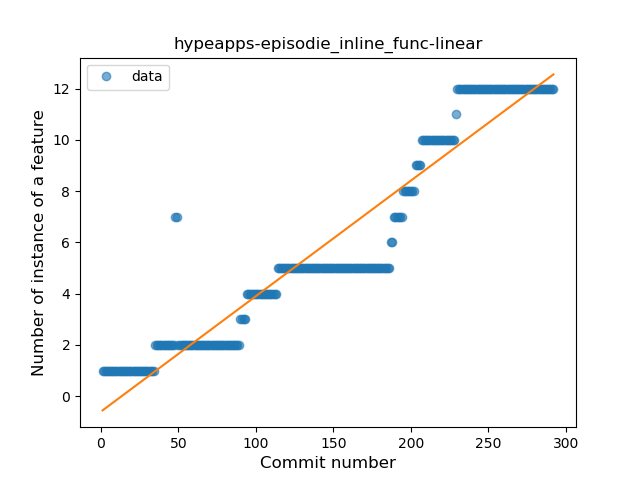 hypeapps-episodie_inline_func-linear
data
Number of instance of a feature
12
10
8
6
4
2
0
0 50 100 150 200 250 300
Commit number